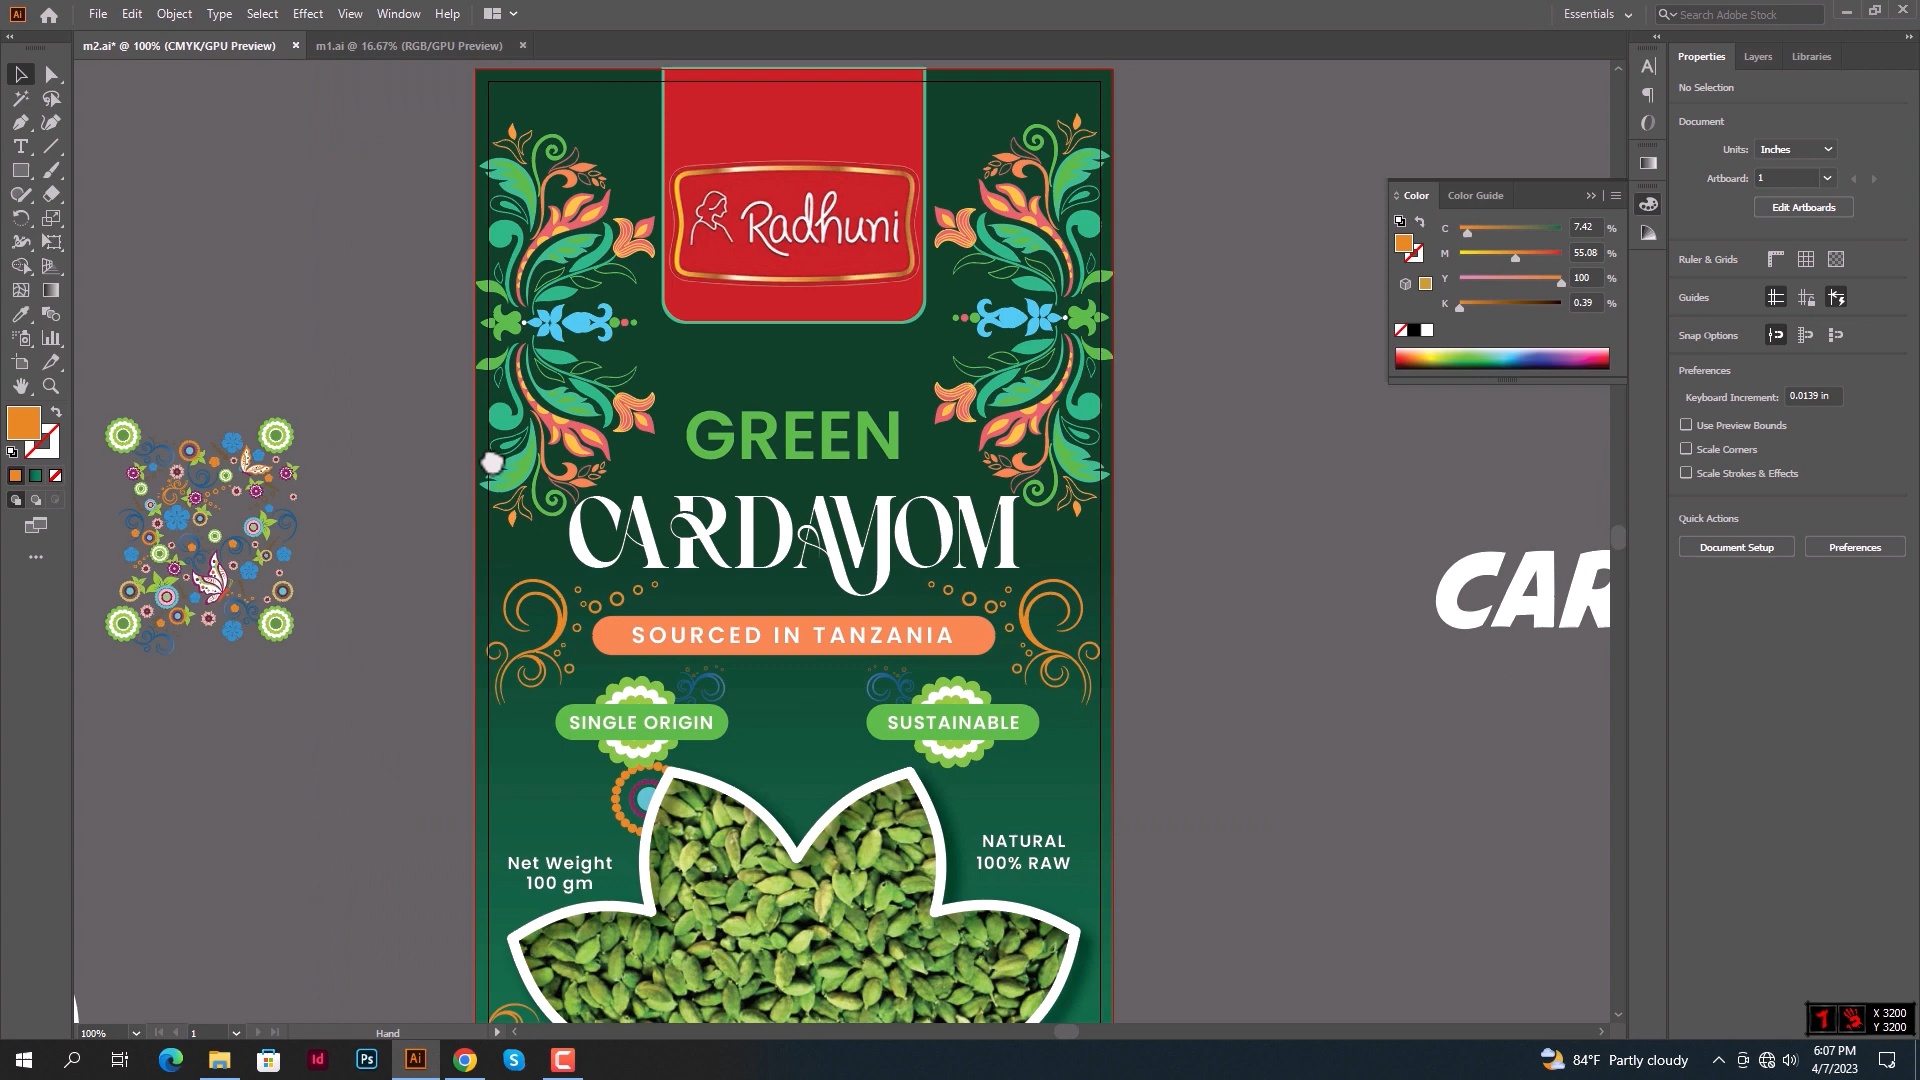 Ai
File Edit Object Type Select Effect View Window Help
Essentials
Search Adobe Stock
m2.ai* @ 100% (CMYK/GPU Preview) ×
m1.ai @ 16.67% (RGB/GPU Preview) ×
Properties Layers Libraries
No Selection
Document
Units: Inches
Artboard: 1
Edit Artboards
Ruler & Grids
Guides
Snap Options
Preferences
Keyboard Increment: 0.0139 in
Use Preview Bounds
Scale Corners
Scale Strokes & Effects
Quick Actions
Document Setup Preferences
Color Color Guide
C 7.42 %
M 55.08 %
Y 100 %
K 0.39 %
Radhuni
GREEN
CARDAMOM
SOURCED IN TANZANIA
SINGLE ORIGIN
SUSTAINABLE
Net Weight
100 gm
NATURAL
100% RAW
CAR
100% 1 Hand
X 3200
Y 3200
Id Ps Ai
84°F Partly cloudy
6:07 PM
4/7/2023